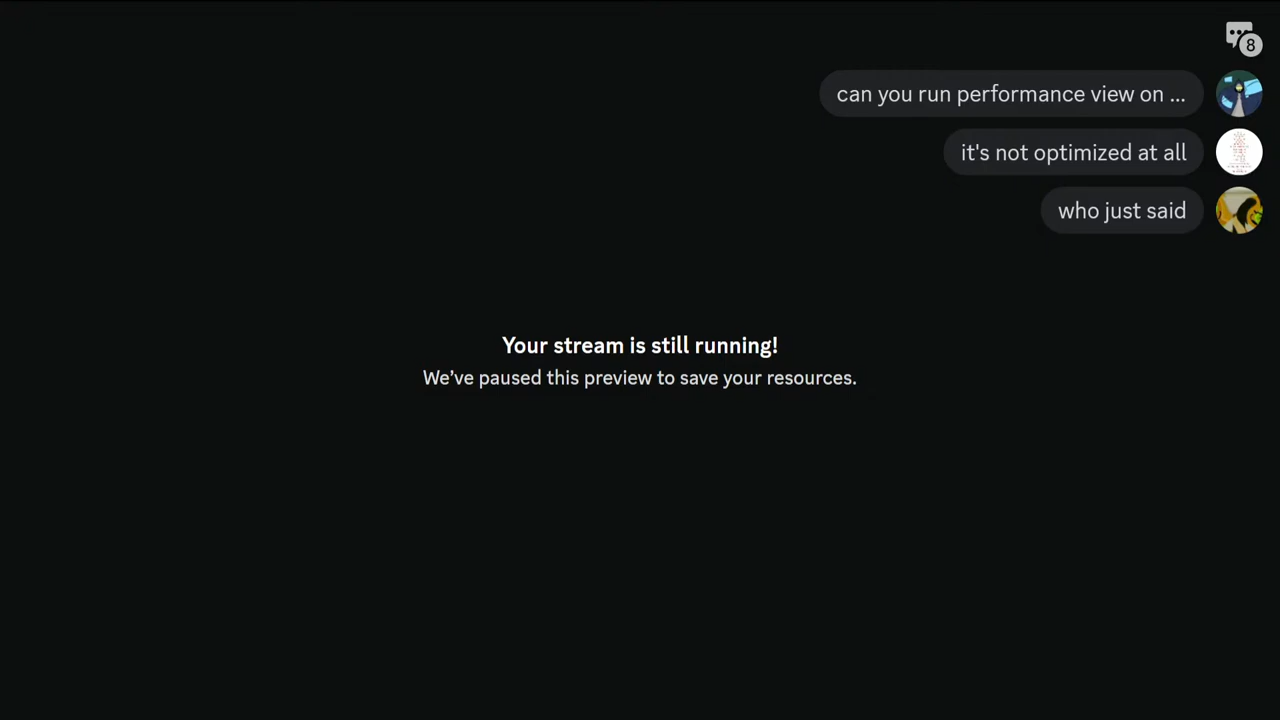 8
can you run performance view on ...
it's not optimized at all
who just said
Your stream is still running!
We’ve paused this preview to save your resources.